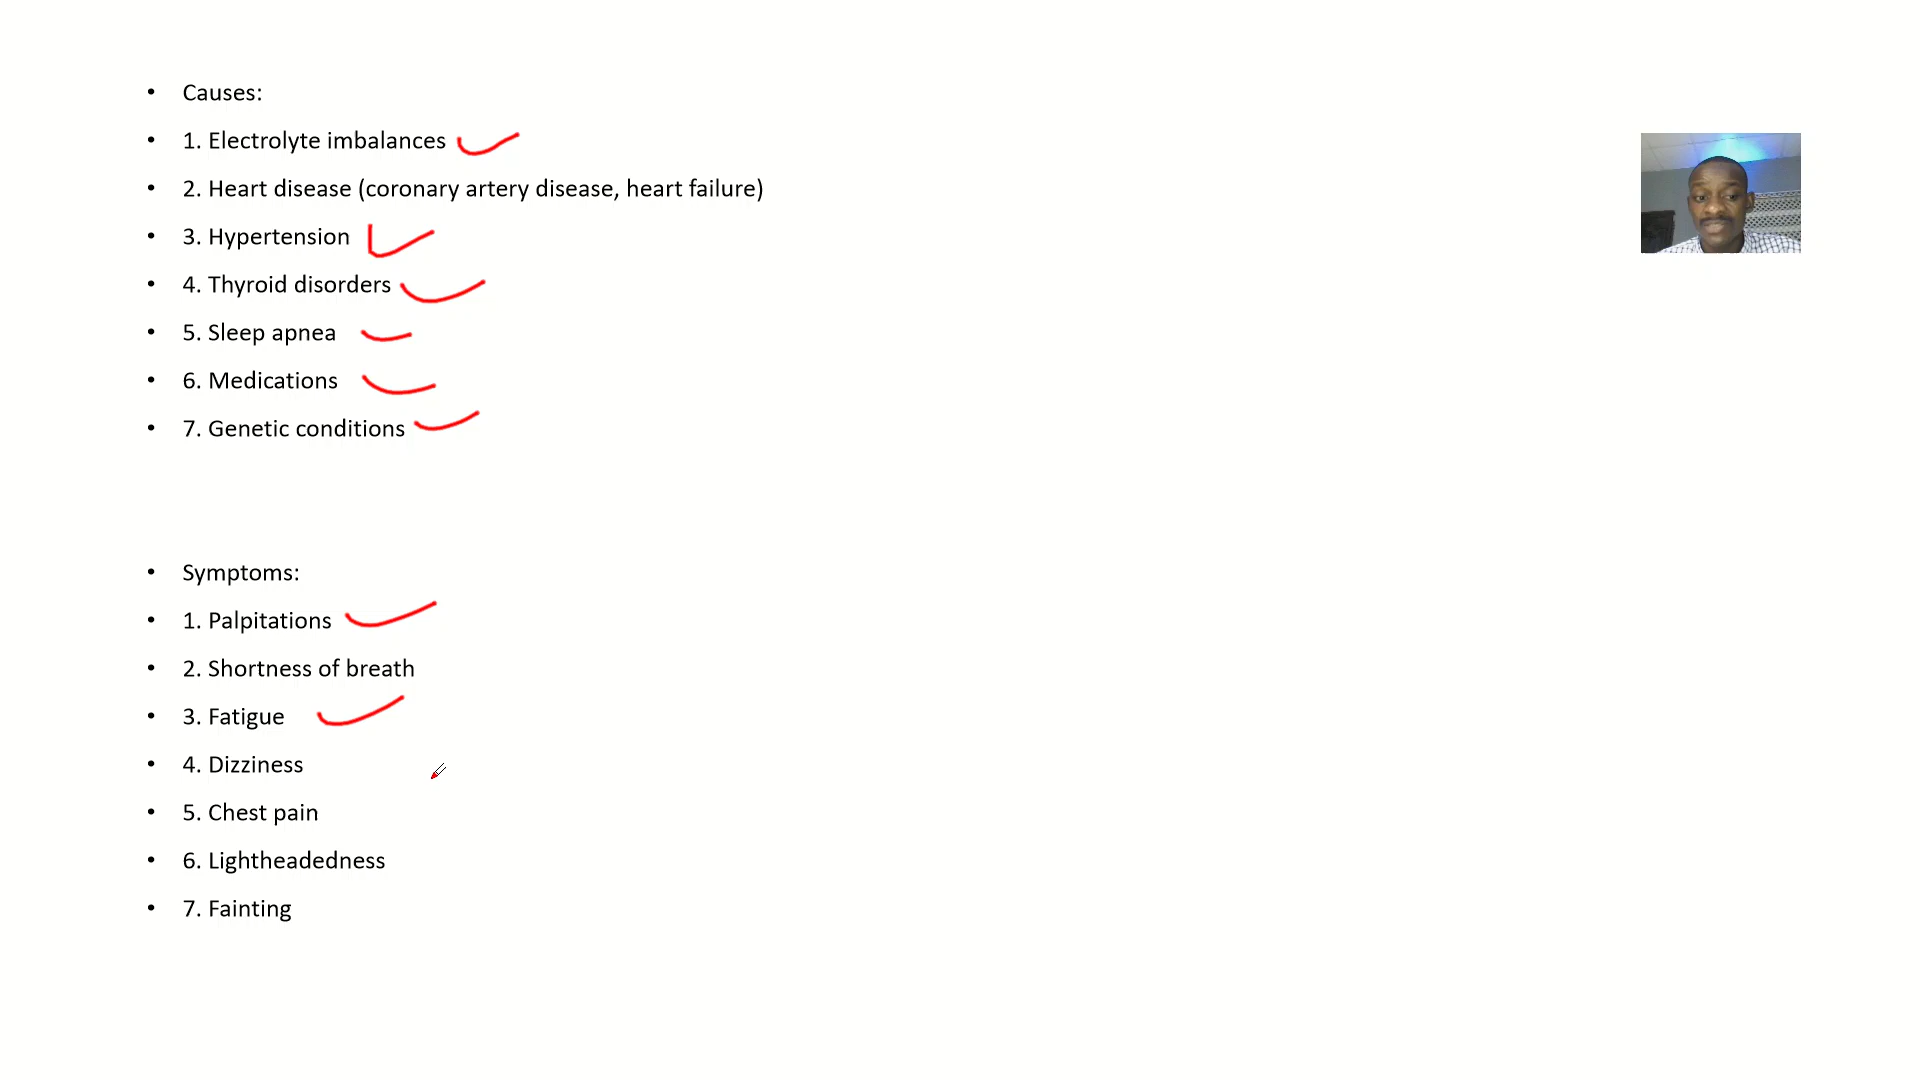 • Causes:
• 1. Electrolyte imbalances
• 2. Heart disease (coronary artery disease, heart failure)
• 3. Hypertension
• 4. Thyroid disorders
• 5. Sleep apnea
• 6. Medications
• 7. Genetic conditions
• Symptoms:
• 1. Palpitations
• 2. Shortness of breath
• 3. Fatigue
• 4. Dizziness
• 5. Chest pain
• 6. Lightheadedness
• 7. Fainting